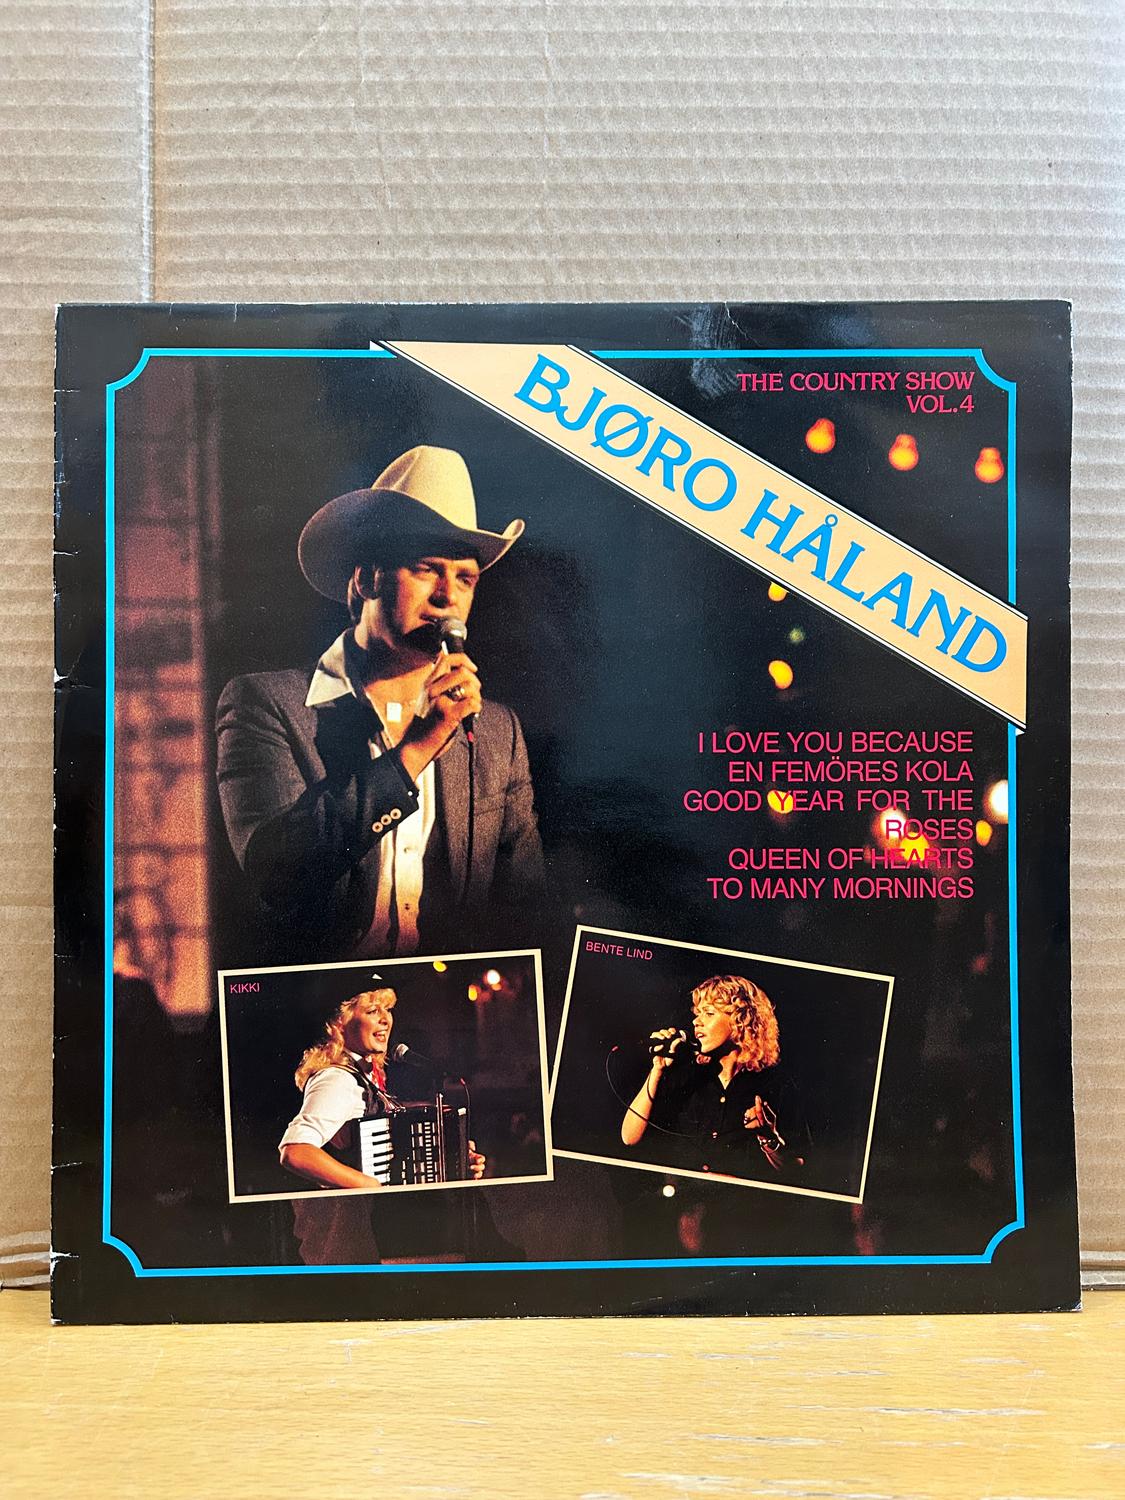 THE COUNTRY SHOW
VOL.4
BJØRO HÅLAND
I LOVE YOU BECAUSE
EN FEMÖRES KOLA
GOOD YEAR FOR THE
ROSES
QUEEN OF HEARTS
TO MANY MORNINGS
KIKKI
BENTE LIND